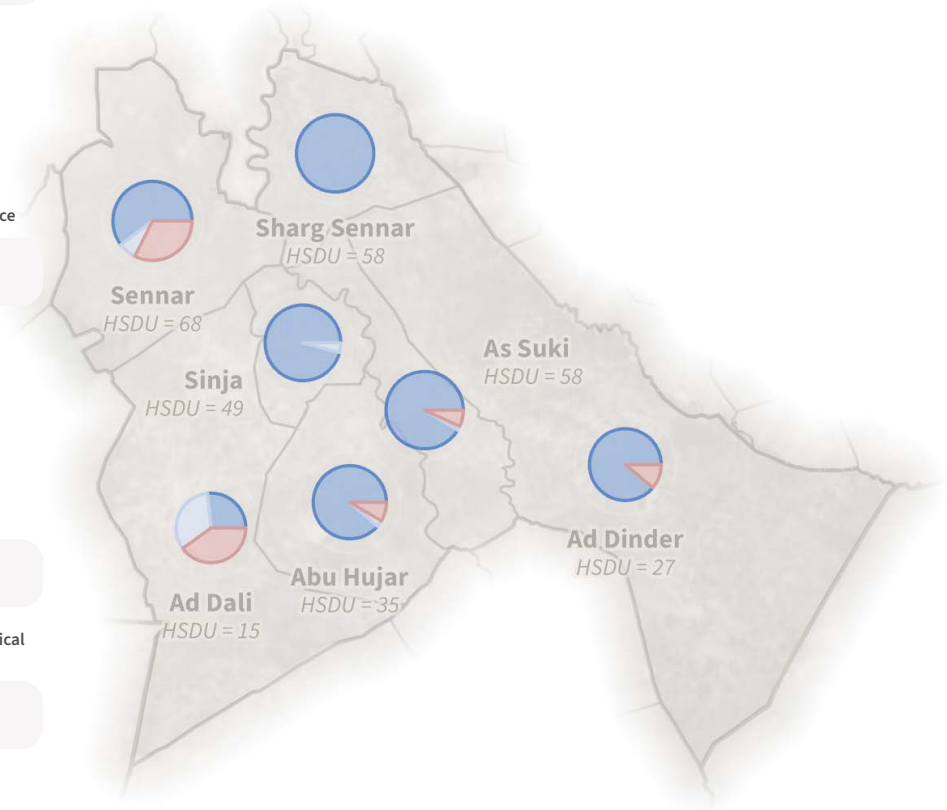 ce
Sharg Sennar
HSDU = 58
Sennar
HSDU = 68
As Suki
HSDU = 58
Sinja
HSDU = 49
Ad Dinder
HSDU = 27
Abu Hujar
HSDU = 35
Ad Dali
HSDU = 15
ical